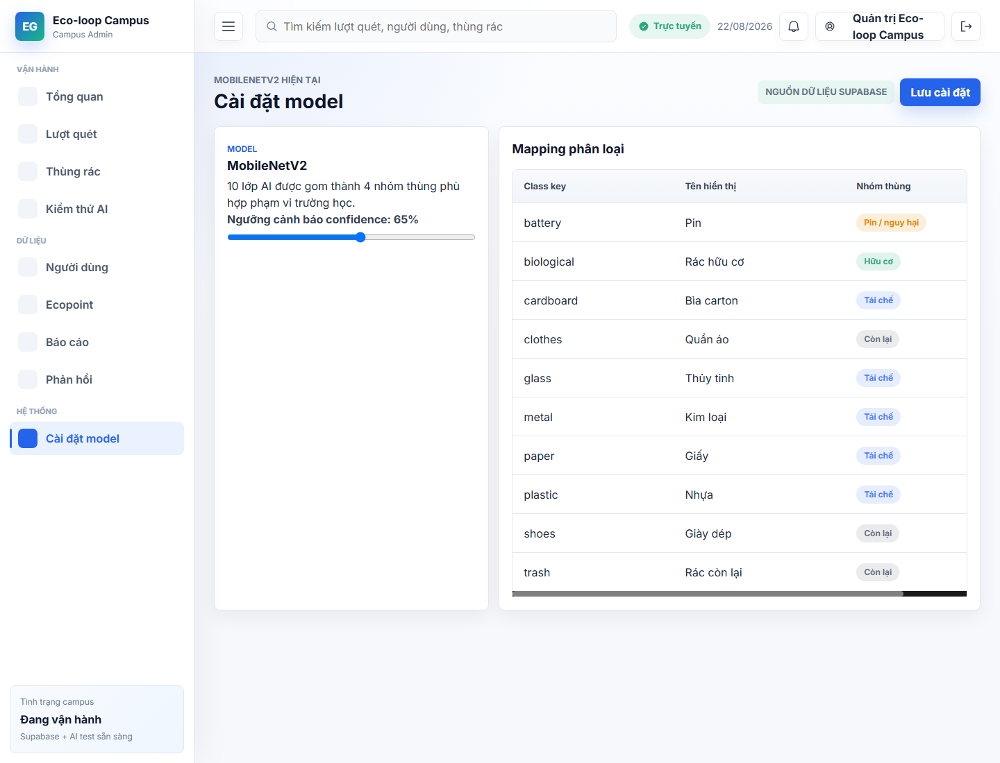 EG
Eco-loop Campus
Campus Admin
Tìm kiếm lượt quét, người dùng, thùng rác
Trực tuyến
22/08/2026
Quản trị Eco-
loop Campus
VẬN HÀNH
Tổng quan
Lượt quét
Thùng rác
Kiểm thử AI
DỮ LIỆU
Người dùng
Ecopoint
Báo cáo
Phản hồi
HỆ THỐNG
Cài đặt model
Tình trạng campus
Đang vận hành
Supabase + AI test sẵn sàng
MOBILENETV2 HIỆN TẠI
Cài đặt model
NGUỒN DỮ LIỆU SUPABASE
Lưu cài đặt
MODEL
MobileNetV2
10 lớp AI được gom thành 4 nhóm thùng phù
hợp phạm vi trường học.
Ngưỡng cảnh báo confidence: 65%
Mapping phân loại
Class key Tên hiển thị Nhóm thùng
battery Pin Pin / nguy hại
biological Rác hữu cơ Hữu cơ
cardboard Bìa carton Tái chế
clothes Quần áo Còn lại
glass Thủy tinh Tái chế
metal Kim loại Tái chế
paper Giấy Tái chế
plastic Nhựa Tái chế
shoes Giày dép Còn lại
trash Rác còn lại Còn lại